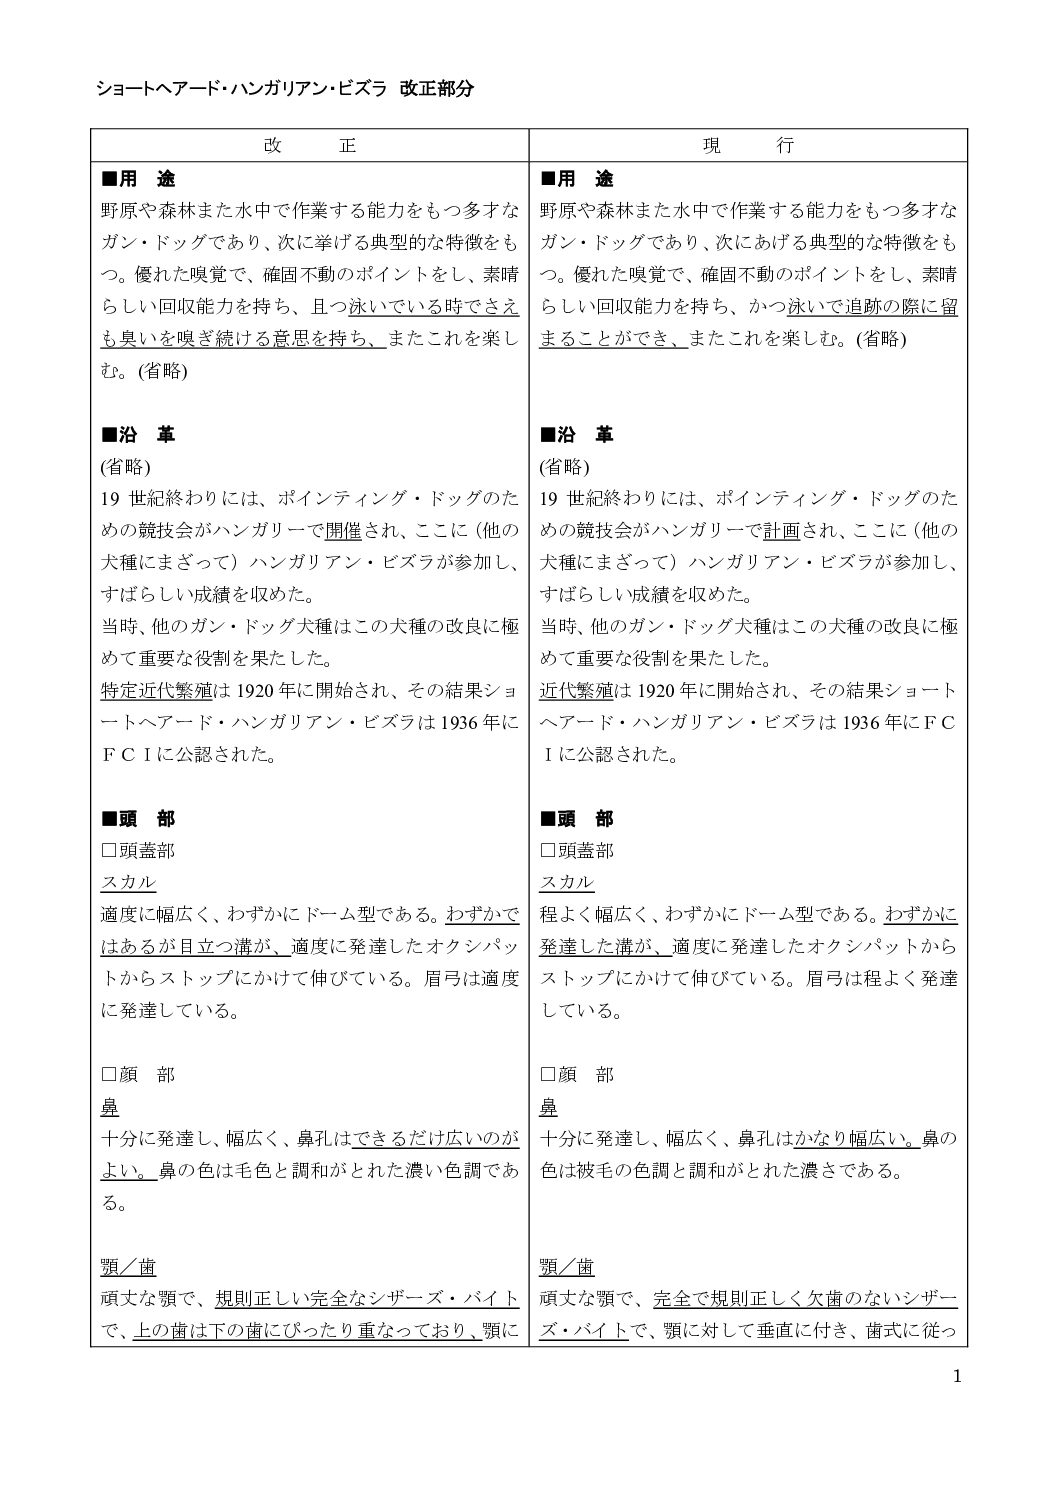 ショートヘアード・ハンガリアン・ビズラ 改正部分
改　　　正
■用　途
野原や森林また水中で作業する能力をもつ多才な
ガン・ドッグであり、次に挙げる典型的な特徴をも
つ。優れた嗅覚で、確固不動のポイントをし、素晴
らしい回収能力を持ち、且つ泳いでいる時でさえ
も臭いを嗅ぎ続ける意思を持ち、またこれを楽し
む。(省略)
■沿　革
(省略)
19 世紀終わりには、ポインティング・ドッグのた
めの競技会がハンガリーで開催され、ここに（他の
犬種にまざって）ハンガリアン・ビズラが参加し、
すばらしい成績を収めた。
当時、他のガン・ドッグ犬種はこの犬種の改良に極
めて重要な役割を果たした。
特定近代繁殖は 1920 年に開始され、その結果ショ
ートヘアード・ハンガリアン・ビズラは 1936 年に
ＦＣＩに公認された。
■頭　部
□頭蓋部
スカル
適度に幅広く、わずかにドーム型である。わずかで
はあるが目立つ溝が、適度に発達したオクシパッ
トからストップにかけて伸びている。眉弓は適度
に発達している。
□顔　部
鼻
十分に発達し、幅広く、鼻孔はできるだけ広いのが
よい。鼻の色は毛色と調和がとれた濃い色調であ
る。
顎／歯
頑丈な顎で、規則正しい完全なシザーズ・バイト
で、上の歯は下の歯にぴったり重なっており、顎に
現　　　行
■用　途
野原や森林また水中で作業する能力をもつ多才な
ガン・ドッグであり、次にあげる典型的な特徴をも
つ。優れた嗅覚で、確固不動のポイントをし、素晴
らしい回収能力を持ち、かつ泳いで追跡の際に留
まることができ、またこれを楽しむ。(省略)
■沿　革
(省略)
19 世紀終わりには、ポインティング・ドッグのた
めの競技会がハンガリーで計画され、ここに（他の
犬種にまざって）ハンガリアン・ビズラが参加し、
すばらしい成績を収めた。
当時、他のガン・ドッグ犬種はこの犬種の改良に極
めて重要な役割を果たした。
近代繁殖は 1920 年に開始され、その結果ショート
ヘアード・ハンガリアン・ビズラは 1936 年にＦＣ
Ｉに公認された。
■頭　部
□頭蓋部
スカル
程よく幅広く、わずかにドーム型である。わずかに
発達した溝が、適度に発達したオクシパットから
ストップにかけて伸びている。眉弓は程よく発達
している。
□顔　部
鼻
十分に発達し、幅広く、鼻孔はかなり幅広い。鼻の
色は被毛の色調と調和がとれた濃さである。
顎／歯
頑丈な顎で、完全で規則正しく欠歯のないシザー
ズ・バイトで、顎に対して垂直に付き、歯式に従っ
1